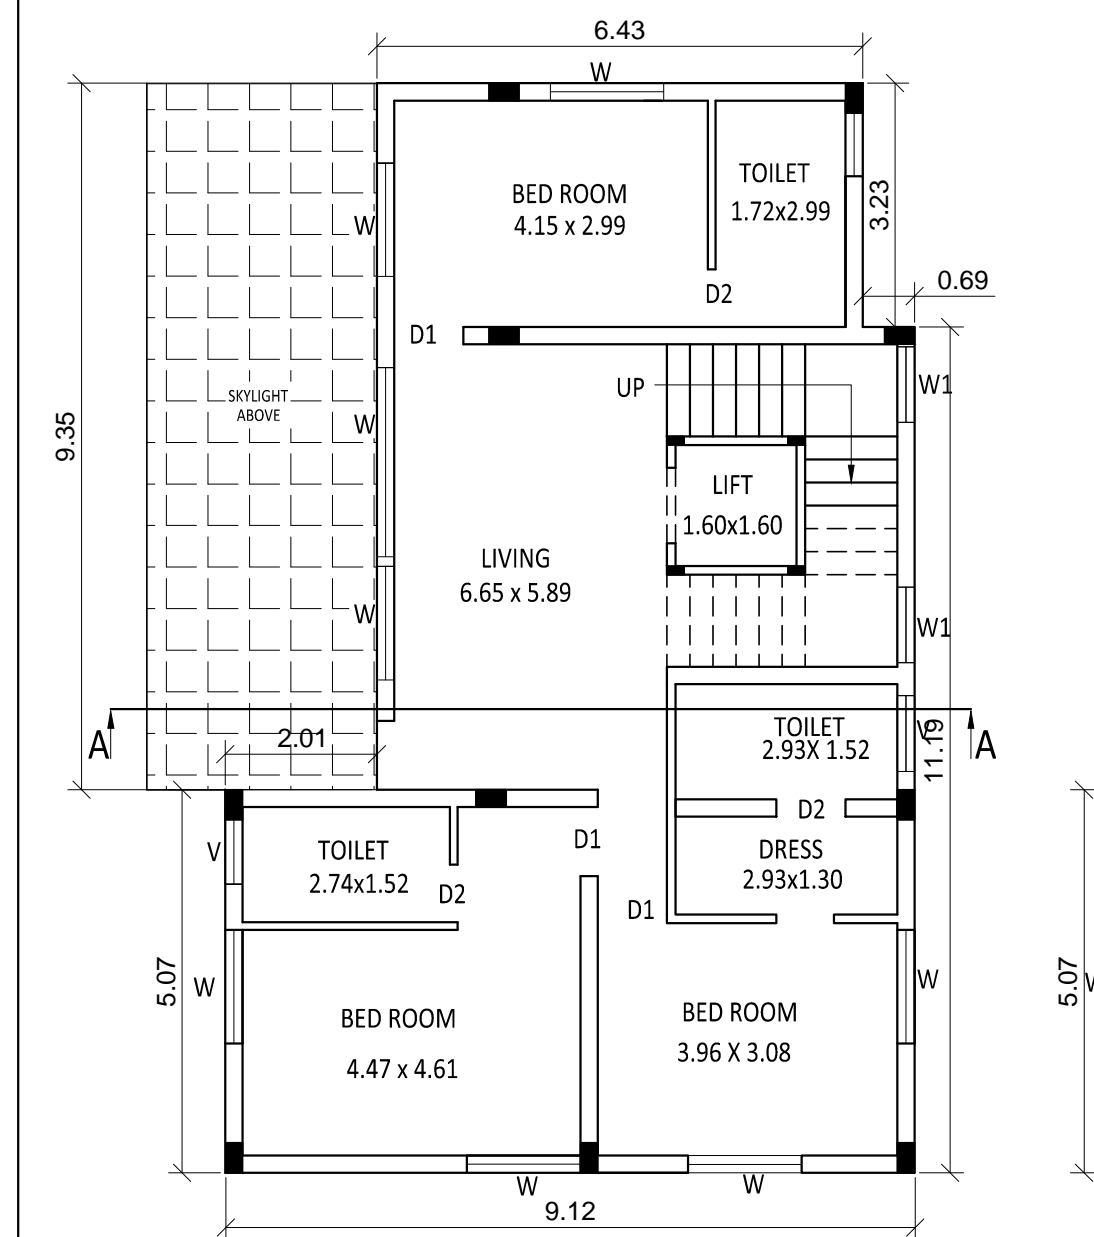 6.43
W
BED ROOM
4.15 x 2.99
TOILET
1.72x2.99
3.23
W
D2
0.69
D1
UP
W1
SKYLIGHT
ABOVE
W
9.35
LIFT
1.60x1.60
LIVING
6.65 x 5.89
W
W1
A
2.01
TOILET
2.93X 1.52
V
11.19
A
D2
D1
V
TOILET
2.74x1.52
DRESS
2.93x1.30
D2
D1
5.07
W
W
5.07
BED ROOM
4.47 x 4.61
BED ROOM
3.96 X 3.08
W
W
9.12